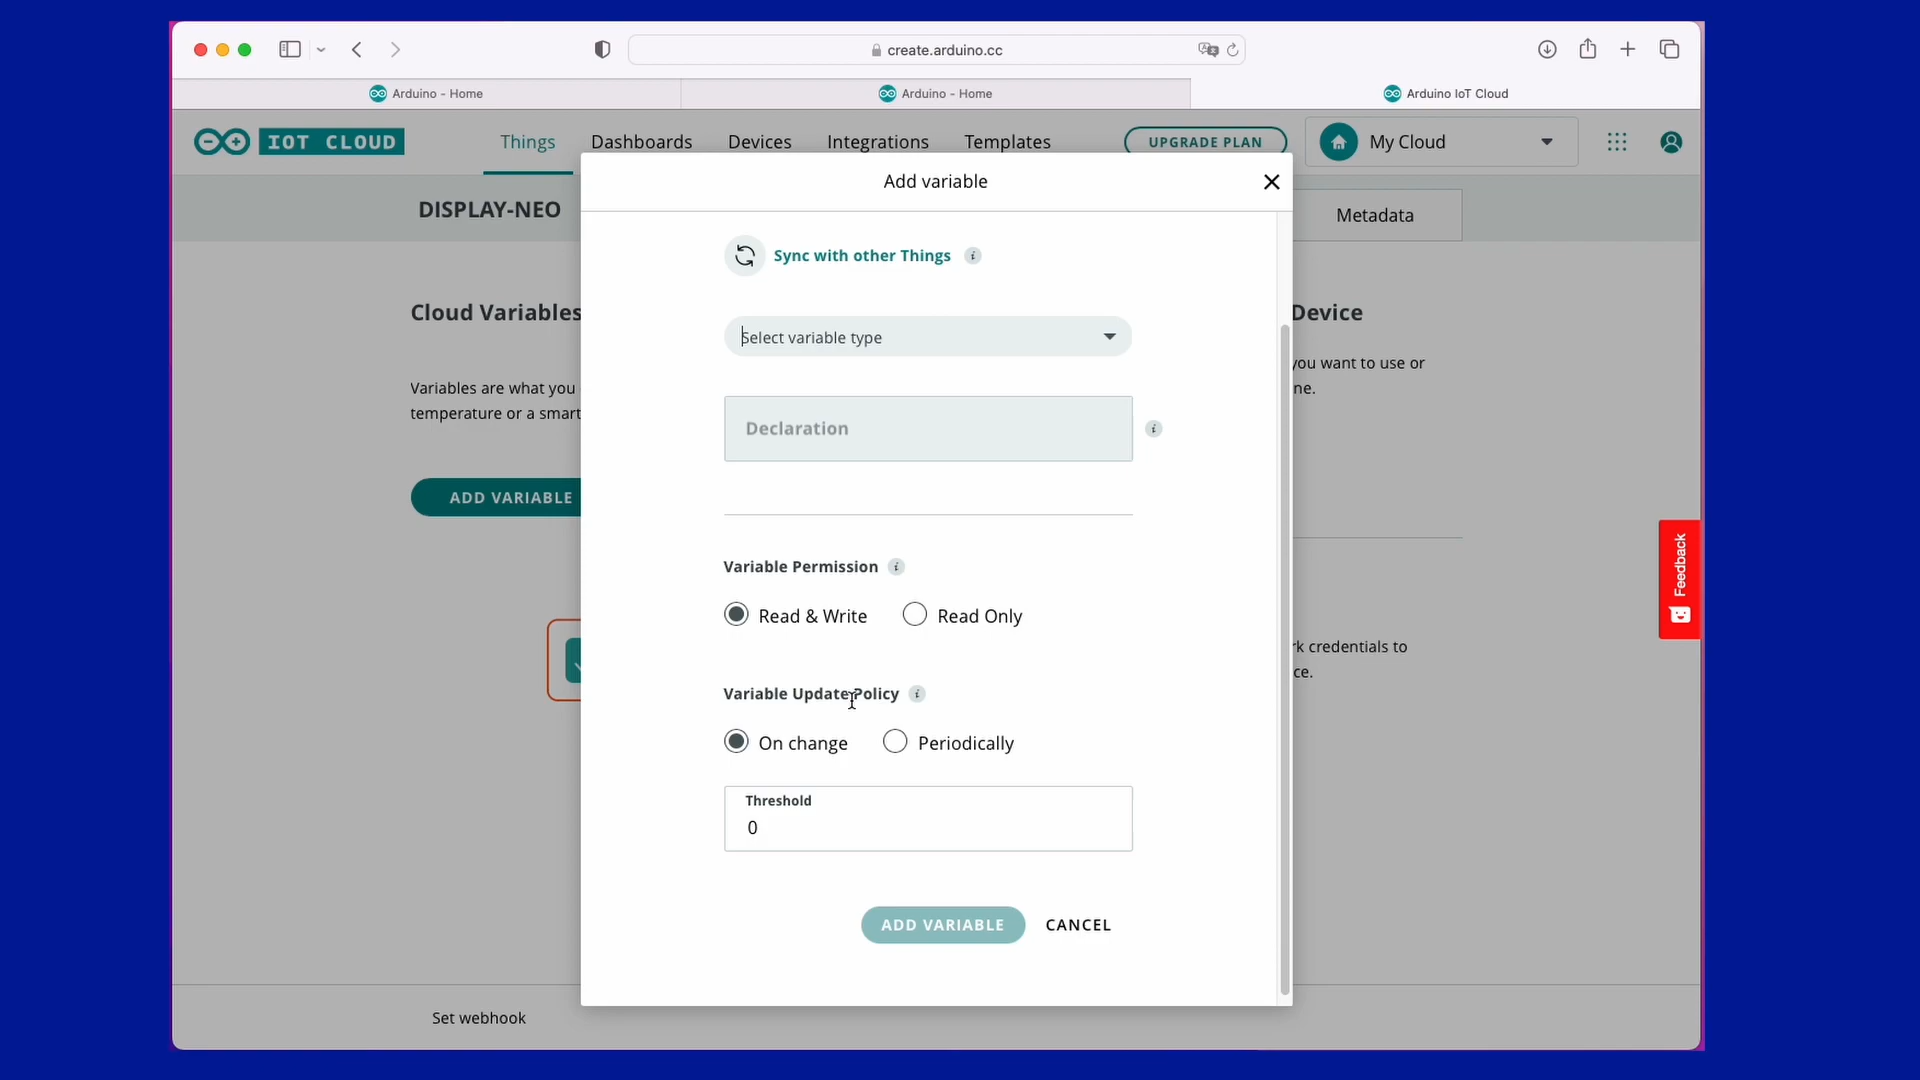 create.arduino.cc
Arduino - Home
Arduino - Home
Arduino IoT Cloud
IOT CLOUD
Things
Dashboards
Devices
Integrations
Templates
UPGRADE PLAN
My Cloud
DISPLAY-NEO
Metadata
Add variable
Sync with other Things
Select variable type
Declaration
Variable Permission
Read & Write
Read Only
Variable Update Policy
On change
Periodically
Threshold
0
ADD VARIABLE
CANCEL
Cloud Variables
Variables are what you
temperature or a smart
ADD VARIABLE
Device
you want to use or
ne.
rk credentials to
ce.
Feedback
Set webhook